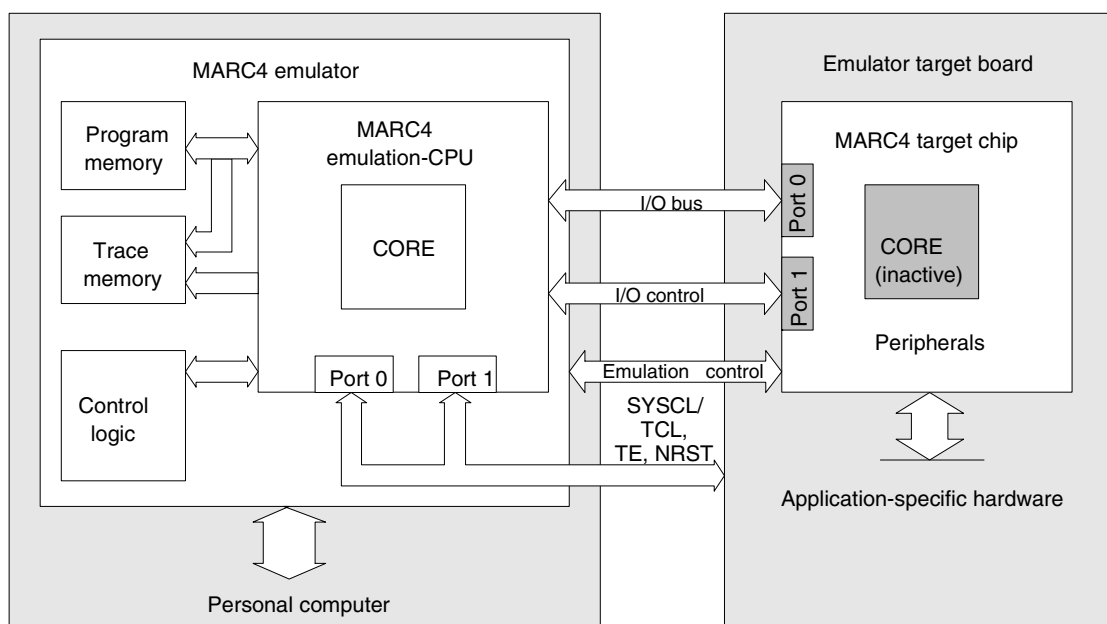 MARC4 emulator
Program
memory
Trace
memory
Control
logic
MARC4
emulation-CPU
CORE
Port 0
Port 1
Personal computer
I/O bus
I/O control
Emulation control
SYSCL/
TCL,
TE, NRST
Emulator target board
MARC4 target chip
Port 0
Port 1
CORE
(inactive)
Peripherals
Application-specific hardware